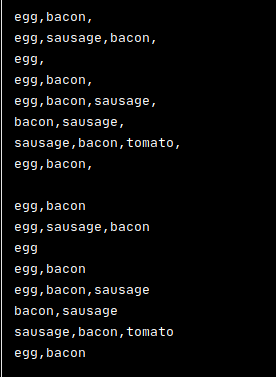 egg,bacon,
egg,sausage,bacon,
egg,
egg,bacon,
egg,bacon,sausage,
bacon,sausage,
sausage,bacon,tomato,
egg,bacon,

egg,bacon
egg,sausage,bacon
egg
egg,bacon
egg,bacon,sausage
bacon,sausage
sausage,bacon,tomato
egg,bacon